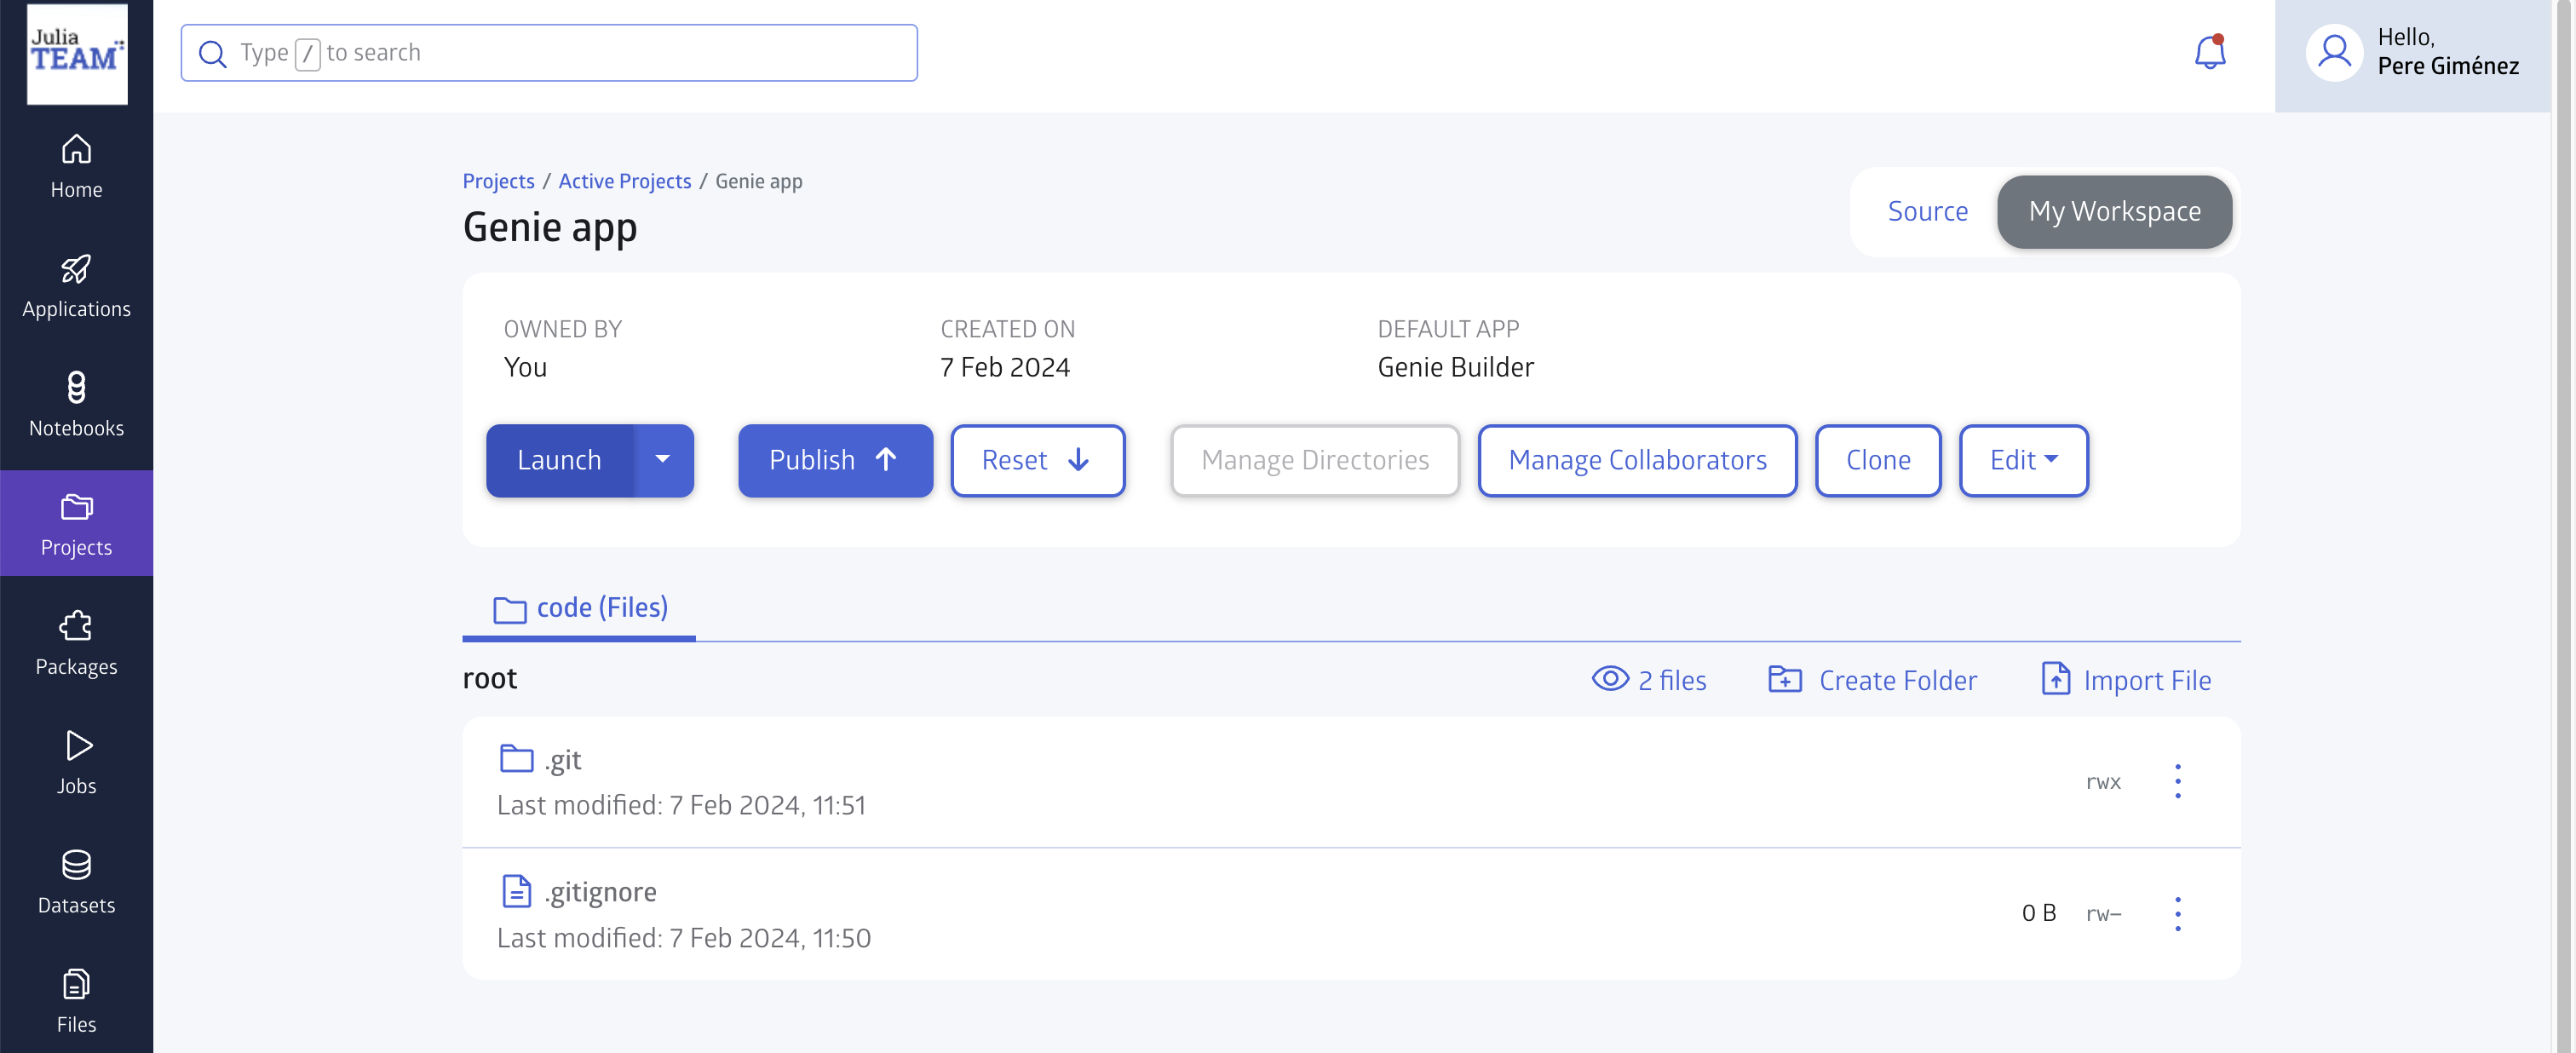 Julia
TEAM
Type / to search
Hello,
Pere Giménez
Home
Applications
Notebooks
Projects
Packages
Jobs
Datasets
Files
Projects / Active Projects / Genie app
Genie app
Source
My Workspace
OWNED BY
You
CREATED ON
7 Feb 2024
DEFAULT APP
Genie Builder
Launch
Publish
Reset
Manage Directories
Manage Collaborators
Clone
Edit
code (Files)
root
2 files
Create Folder
Import File
.git
Last modified: 7 Feb 2024, 11:51
rwx
.gitignore
Last modified: 7 Feb 2024, 11:50
0 B
rw–